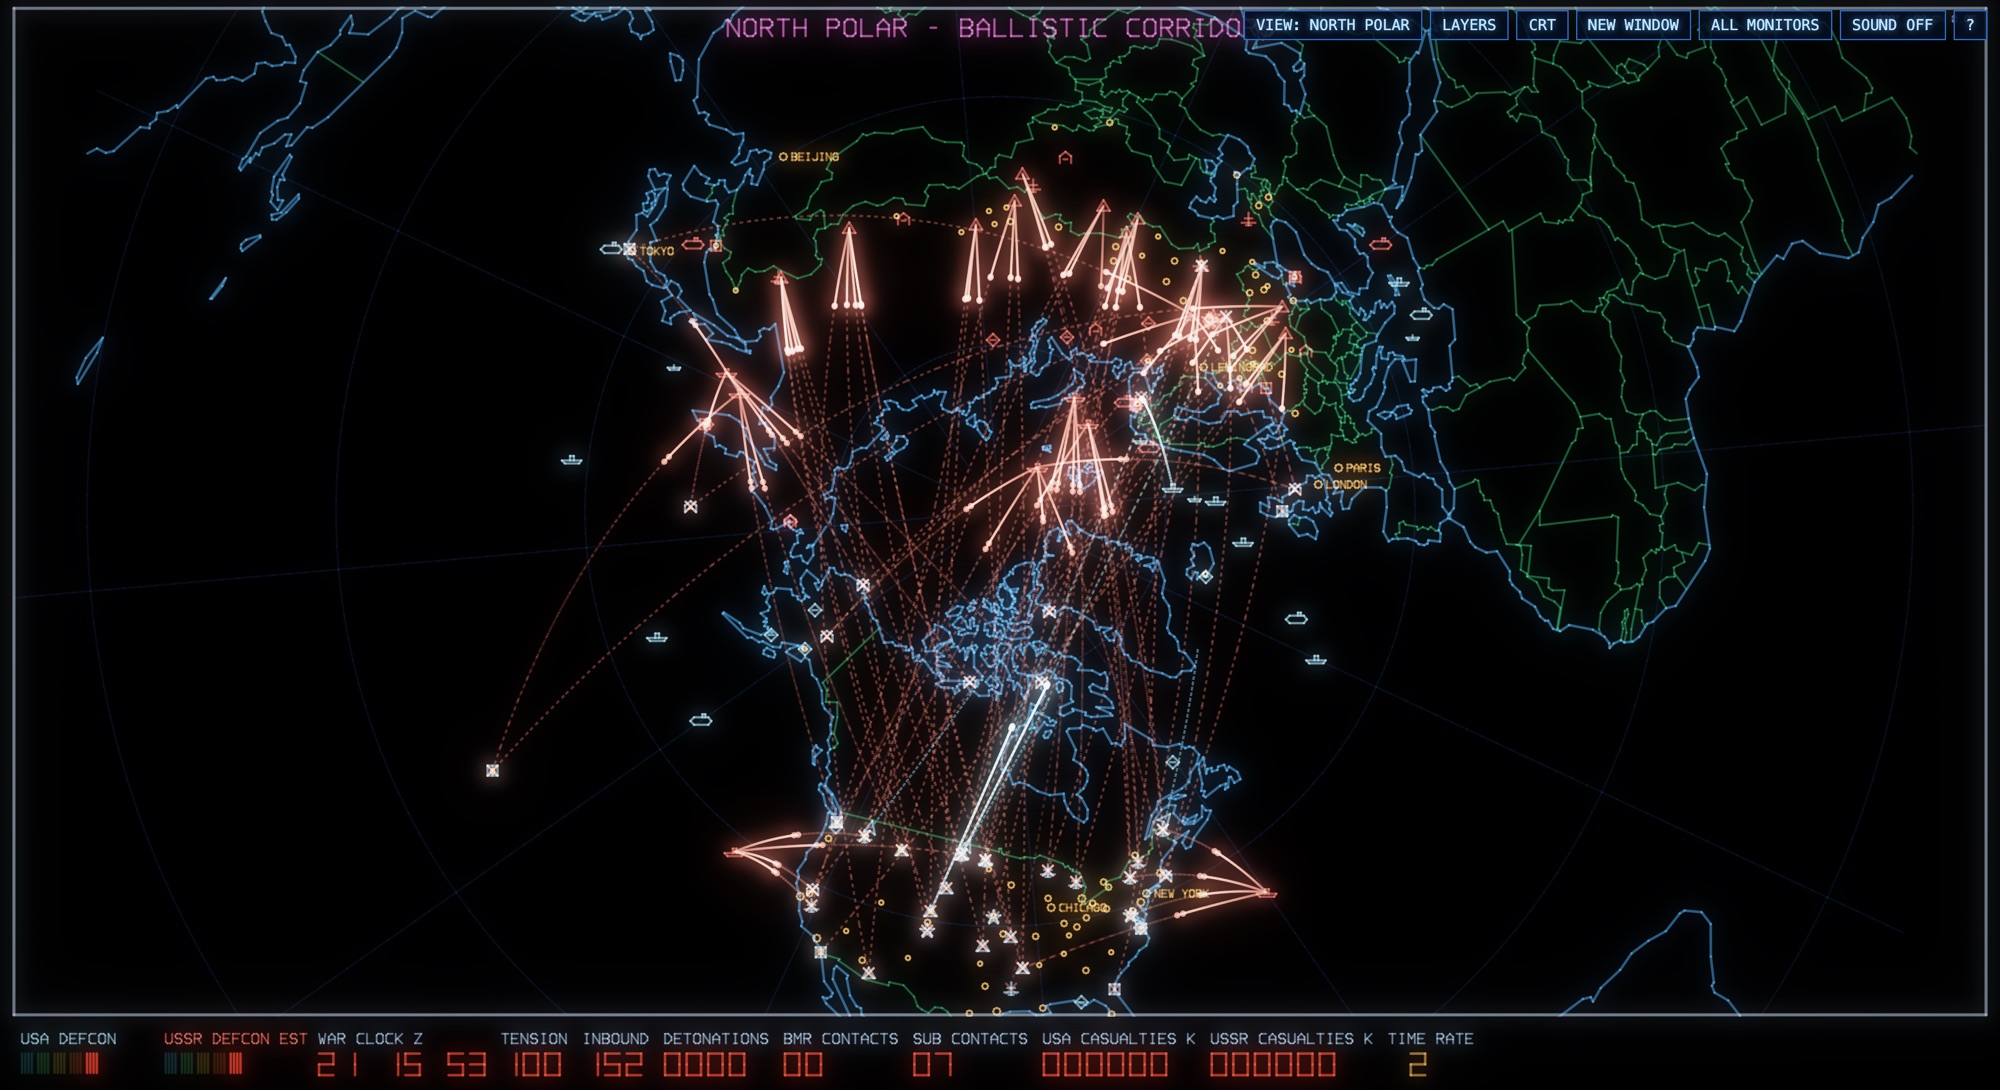 NORTH POLAR - BALLISTIC CORRIDO
VIEW: NORTH POLAR
LAYERS
CRT
NEW WINDOW
ALL MONITORS
SOUND OFF
?
BEIJING
TOKYO
LENINGRAD
PARIS
LONDON
NEW YORK
CHICAGO
USA DEFCON
USSR DEFCON EST
WAR CLOCK Z
21 15 53
TENSION
100
INBOUND
152
DETONATIONS
0000
BMR CONTACTS
00
SUB CONTACTS
07
USA CASUALTIES K
000000
USSR CASUALTIES K
000000
TIME RATE
2